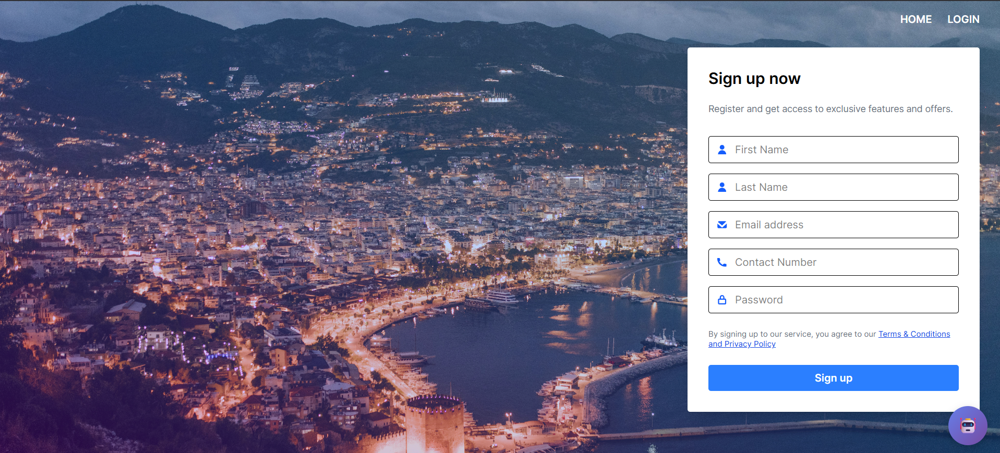 HOME LOGIN
Sign up now
Register and get access to exclusive features and offers.
First Name
Last Name
Email address
Contact Number
Password
By signing up to our service, you agree to our Terms & Conditions
and Privacy Policy
Sign up